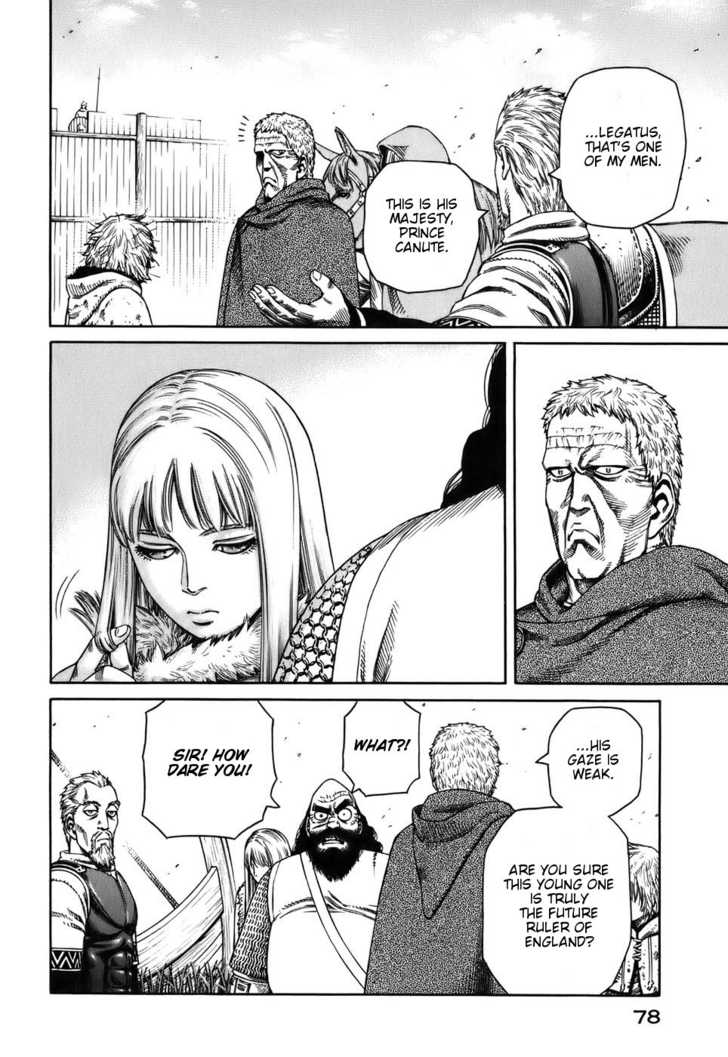 ...LEGATUS,
THAT'S ONE
OF MY MEN.
THIS IS HIS
MAJESTY,
PRINCE
CANUTE.
...HIS
GAZE IS
WEAK.
ARE YOU SURE
THIS YOUNG ONE
IS TRULY
THE FUTURE
RULER OF
ENGLAND?
WHAT?!
SIR! HOW
DARE YOU!
78